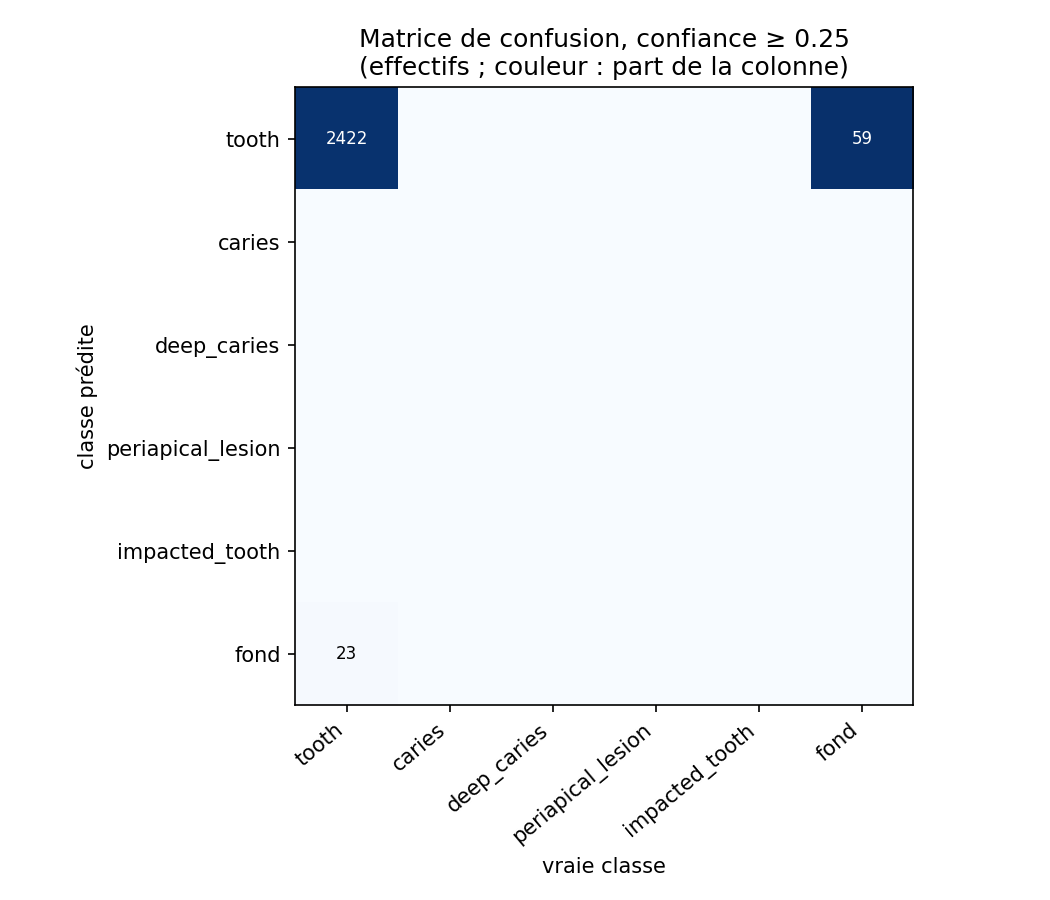 Matrice de confusion, confiance ≥ 0.25
(effectifs ; couleur : part de la colonne)
tooth
2422
59
caries
deep_caries
classe prédite
periapical_lesion
impacted_tooth
fond
23
tooth
caries
deep_caries
periapical_lesion
impacted_tooth
fond
vraie classe